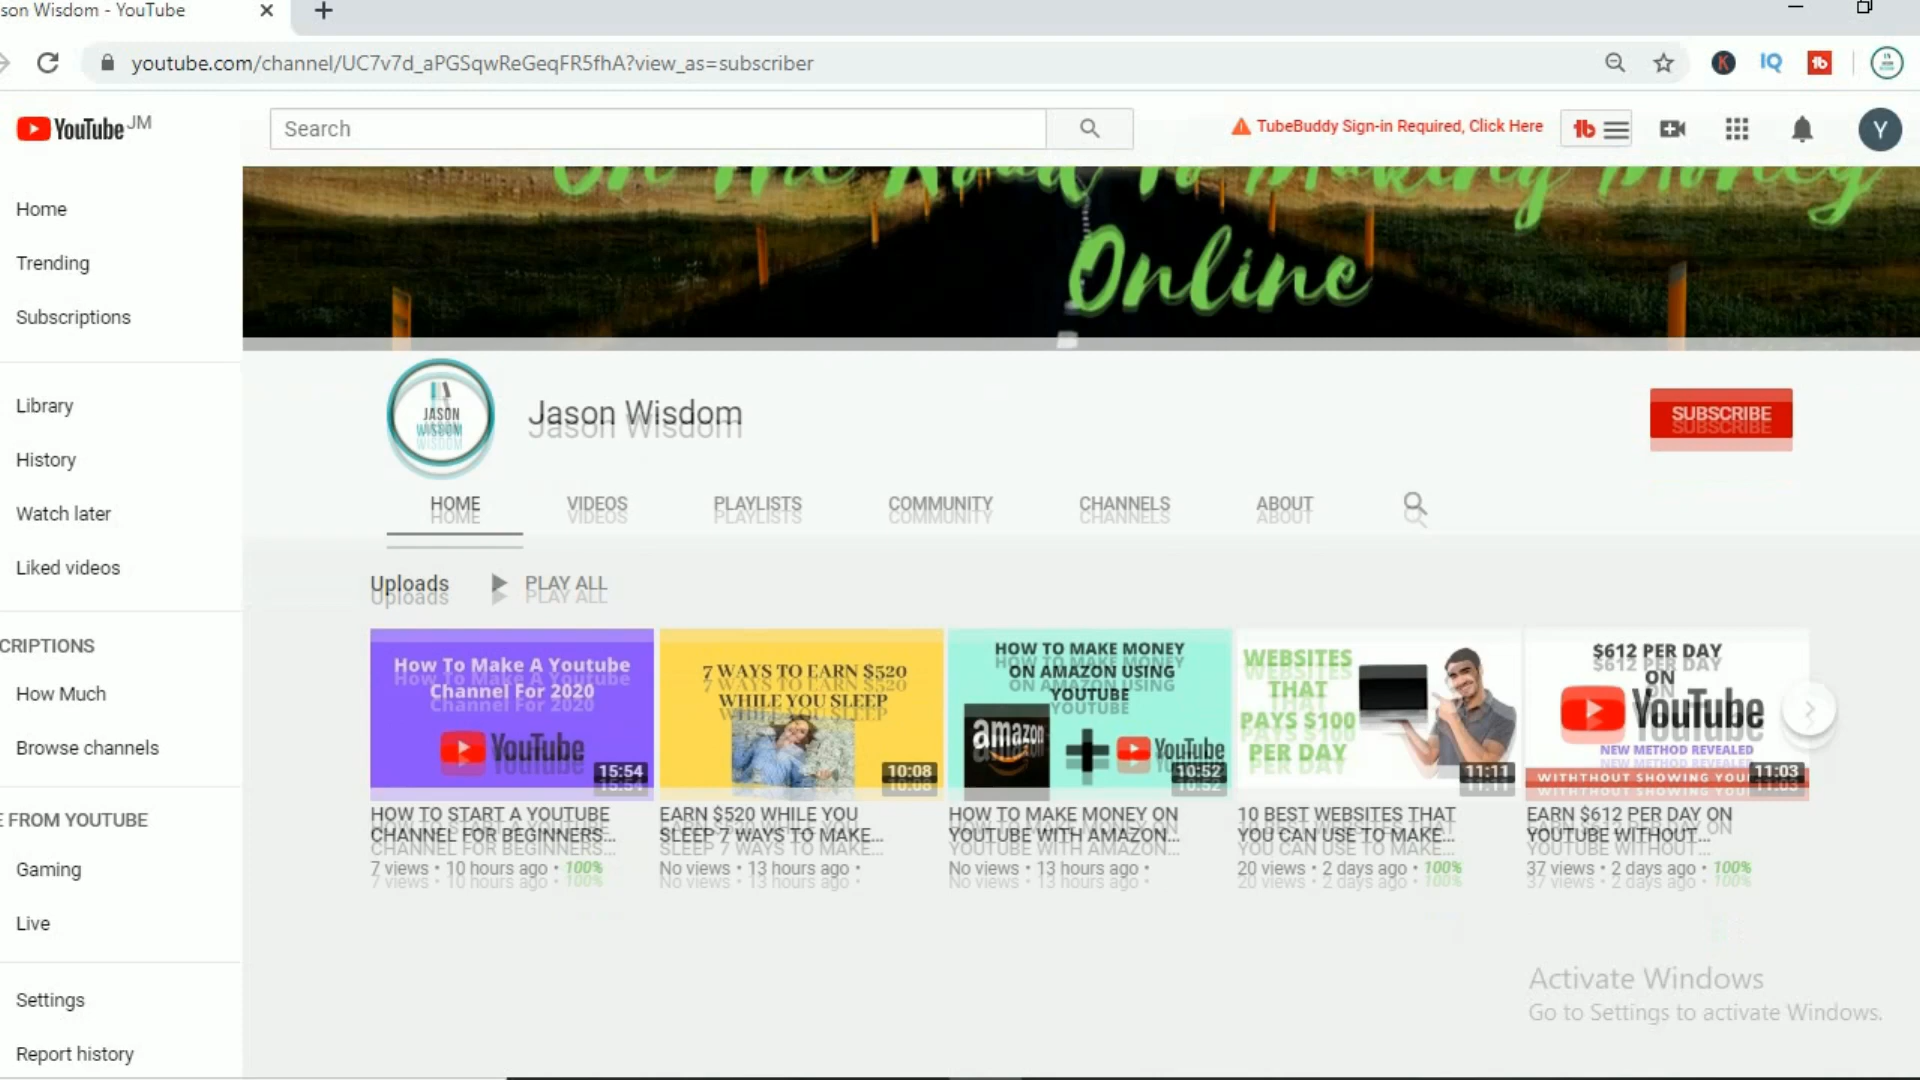 son Wisdom - YouTube
youtube.com/channel/UC7v7d_aPGSqwReGeqFR5fhA?view_as=subscriber
YouTube JM
Search
TubeBuddy Sign-in Required, Click Here
Y
Home
Trending
Subscriptions
Library
History
Watch later
Liked videos
CRIPTIONS
How Much
Browse channels
E FROM YOUTUBE
Gaming
Live
Settings
Report history
On The Road To Making Money
Online
JASON
WISDOM
Jason Wisdom
SUBSCRIBE
HOME
VIDEOS
PLAYLISTS
COMMUNITY
CHANNELS
ABOUT
Uploads
PLAY ALL
How To Make A Youtube
Channel For 2020
YouTube
15:54
HOW TO START A YOUTUBE
CHANNEL FOR BEGINNERS...
7 views • 10 hours ago • 100%
7 WAYS TO EARN $520
WHILE YOU SLEEP
10:08
EARN $520 WHILE YOU
SLEEP 7 WAYS TO MAKE...
No views • 13 hours ago •
HOW TO MAKE MONEY
ON AMAZON USING
YOUTUBE
amazon
YouTube
10:52
HOW TO MAKE MONEY ON
YOUTUBE WITH AMAZON...
No views • 13 hours ago •
WEBSITES
THAT
PAYS $100
PER DAY
11:11
10 BEST WEBSITES THAT
YOU CAN USE TO MAKE...
20 views • 2 days ago • 100%
$612 PER DAY
ON
YouTube
NEW METHOD REVEALED
WITHTHOUT SHOWING YOU
11:03
EARN $612 PER DAY ON
YOUTUBE WITHOUT...
37 views • 2 days ago • 100%
Activate Windows
Go to Settings to activate Windows.